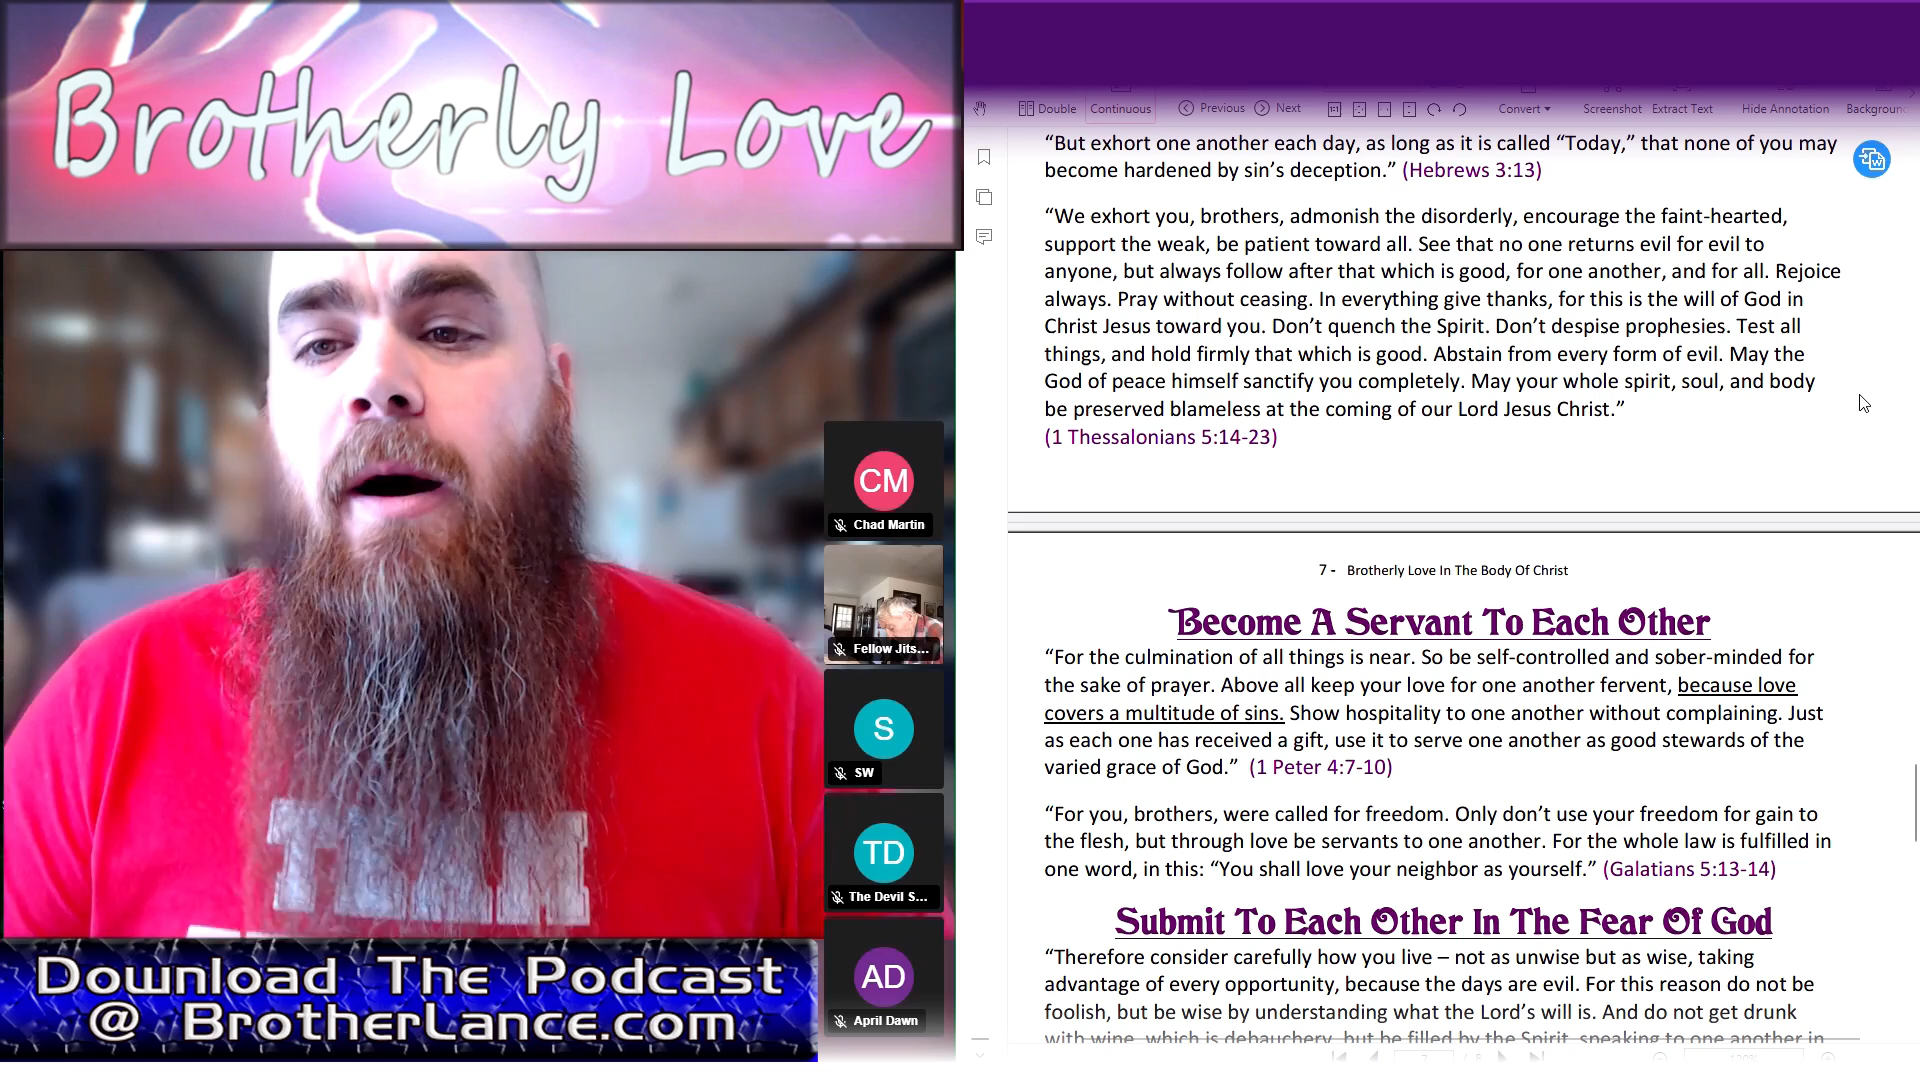 Brotherly Love
Double
Continuous
Previous
Next
Convert
Screenshot
Extract Text
Hide Annotation
Backgroun
“But exhort one another each day, as long as it is called “Today,” that none of you may
become hardened by sin’s deception.” (Hebrews 3:13)
“We exhort you, brothers, admonish the disorderly, encourage the faint-hearted,
support the weak, be patient toward all. See that no one returns evil for evil to
anyone, but always follow after that which is good, for one another, and for all. Rejoice
always. Pray without ceasing. In everything give thanks, for this is the will of God in
Christ Jesus toward you. Don’t quench the Spirit. Don’t despise prophesies. Test all
things, and hold firmly that which is good. Abstain from every form of evil. May the
God of peace himself sanctify you completely. May your whole spirit, soul, and body
be preserved blameless at the coming of our Lord Jesus Christ.”
(1 Thessalonians 5:14-23)
7 - Brotherly Love In The Body Of Christ
Become A Servant To Each Other
“For the culmination of all things is near. So be self-controlled and sober-minded for
the sake of prayer. Above all keep your love for one another fervent, because love
covers a multitude of sins. Show hospitality to one another without complaining. Just
as each one has received a gift, use it to serve one another as good stewards of the
varied grace of God.” (1 Peter 4:7-10)
“For you, brothers, were called for freedom. Only don’t use your freedom for gain to
the flesh, but through love be servants to one another. For the whole law is fulfilled in
one word, in this: “You shall love your neighbor as yourself.” (Galatians 5:13-14)
Submit To Each Other In The Fear Of God
“Therefore consider carefully how you live – not as unwise but as wise, taking
advantage of every opportunity, because the days are evil. For this reason do not be
foolish, but be wise by understanding what the Lord’s will is. And do not get drunk
with wine, which is debauchery, but be filled by the Spirit, speaking to one another in
CM
Chad Martin
Fellow Jits...
S
SW
TD
The Devil S...
AD
April Dawn
TEAM
Download The Podcast
@ BrotherLance.com